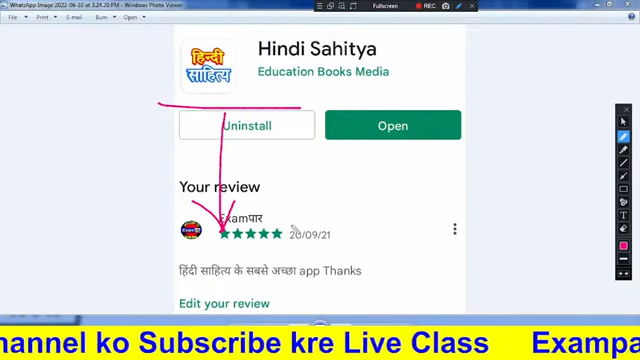 WhatsApp Image 2022-06-10 at 3.24.20 PM - Windows Photo Viewer
Fullscreen
REC
File Print E-mail Burn Open
हिन्दी
साहित्य
Hindi Sahitya
Education Books Media
Uninstall
Open
Your review
Examपार
20/09/21
हिंदी साहित्य के सबसे अच्छा app Thanks
Edit your review
hannel ko Subscribe kre Live Class Exampa